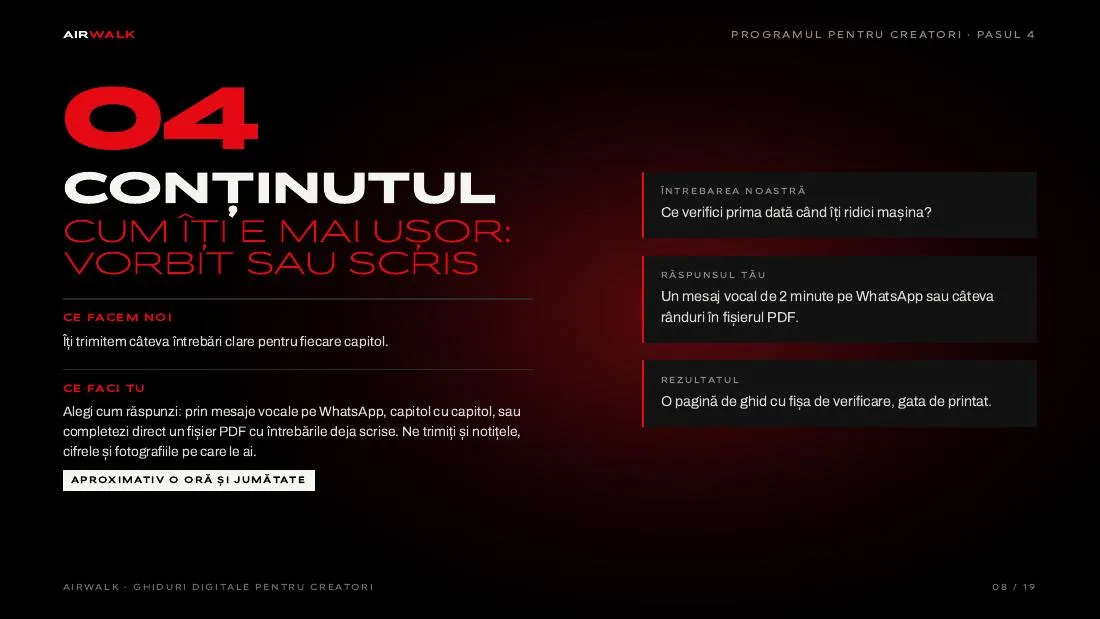 AIRWALK
PROGRAMUL PENTRU CREATORI · PASUL 4
04
CONȚINUTUL
CUM ÎȚI E MAI UȘOR:
VORBIT SAU SCRIS
CE FACEM NOI
Îți trimitem câteva întrebări clare pentru fiecare capitol.
CE FACI TU
Alegi cum răspunzi: prin mesaje vocale pe WhatsApp, capitol cu capitol, sau
completezi direct un fișier PDF cu întrebările deja scrise. Ne trimiți și notițele,
cifrele și fotografiile pe care le ai.
APROXIMATIV O ORĂ ȘI JUMĂTATE
ÎNTREBAREA NOASTRĂ
Ce verifici prima dată când îți ridici mașina?
RĂSPUNSUL TĂU
Un mesaj vocal de 2 minute pe WhatsApp sau câteva
rânduri în fișierul PDF.
REZULTATUL
O pagină de ghid cu fișa de verificare, gata de printat.
AIRWALK · GHIDURI DIGITALE PENTRU CREATORI
08 / 19